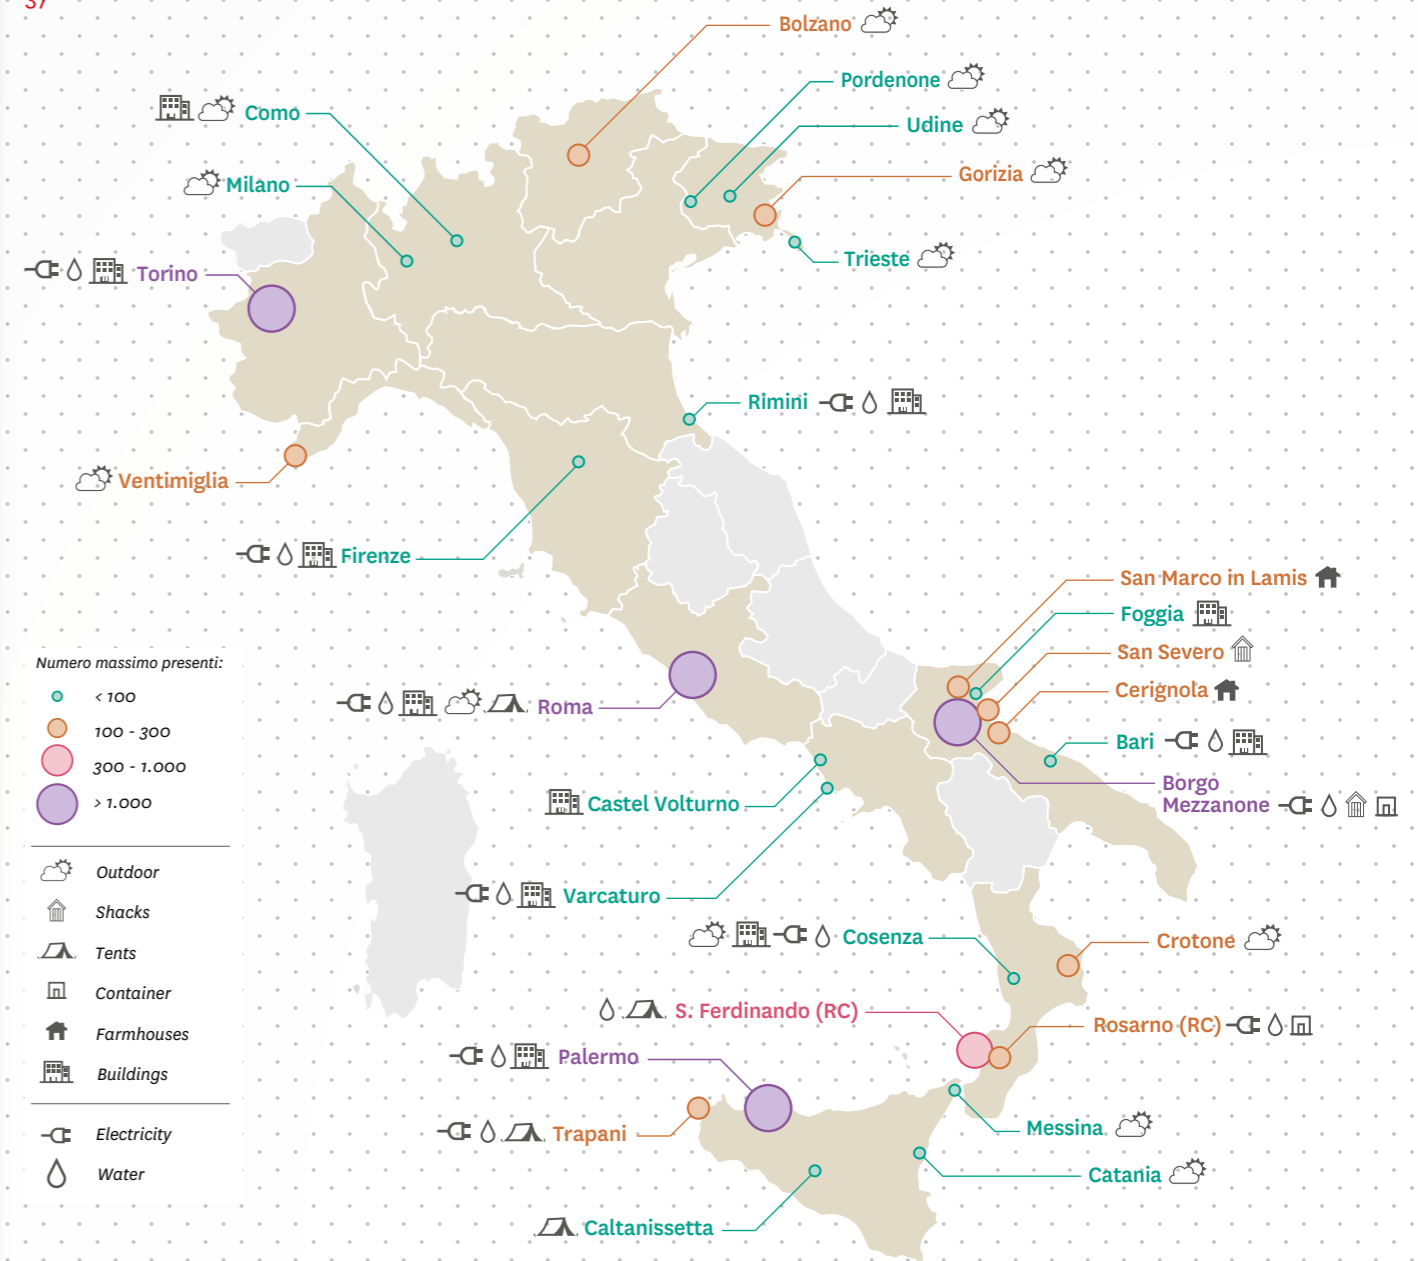 37
Bolzano
Pordenone
Como
Udine
Gorizia
Milano
Trieste
Torino
Rimini
Ventimiglia
Firenze
San Marco in Lamis
Foggia
San Severo
Numero massimo presenti:
< 100
Cerignola
Roma
100 - 300
Bari
300 - 1.000
Borgo
Mezzanone
> 1.000
Castel Volturno
Outdoor
Varcaturo
Shacks
Cosenza
Crotone
Tents
Container
S. Ferdinando (RC)
Rosarno (RC)
Farmhouses
Palermo
Buildings
Messina
Trapani
Electricity
Water
Catania
Caltanissetta